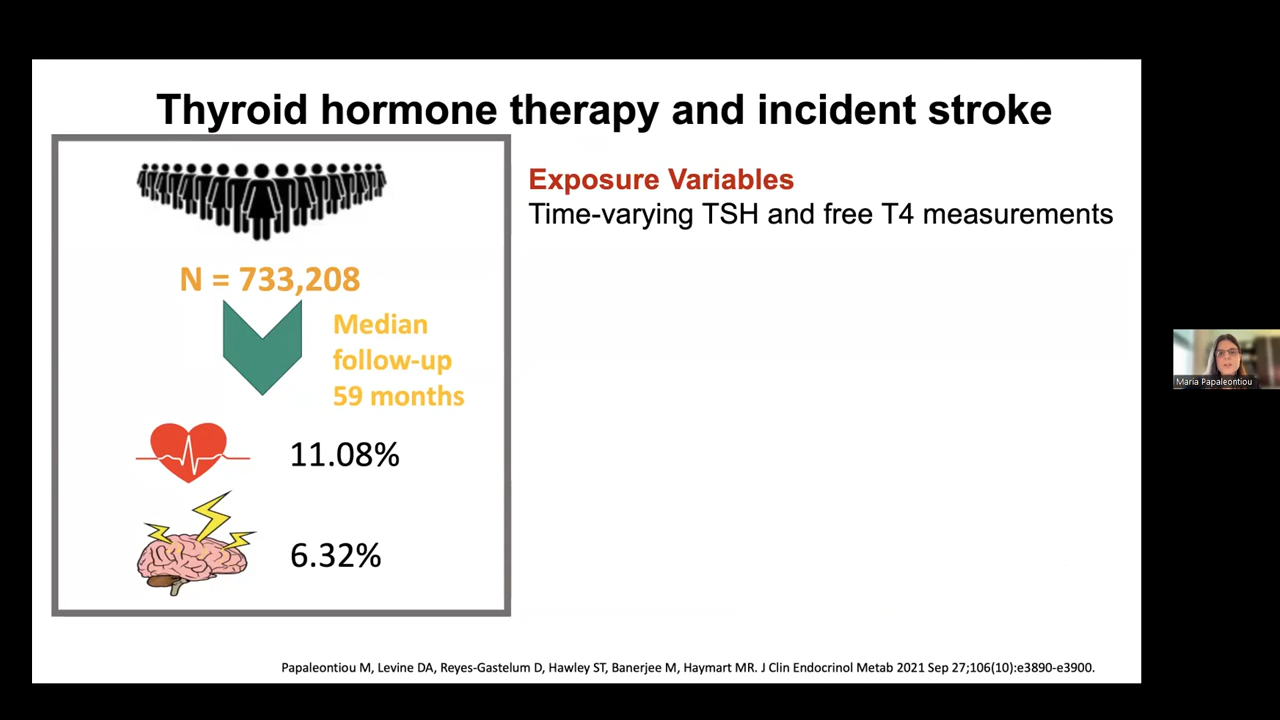 Thyroid hormone therapy and incident stroke
N = 733,208
Median
follow-up
59 months
11.08%
6.32%
Exposure Variables
Time-varying TSH and free T4 measurements
Papaleontiou M, Levine DA, Reyes-Gastelum D, Hawley ST, Banerjee M, Haymart MR. J Clin Endocrinol Metab 2021 Sep 27;106(10):e3890-e3900.
Maria Papaleontiou